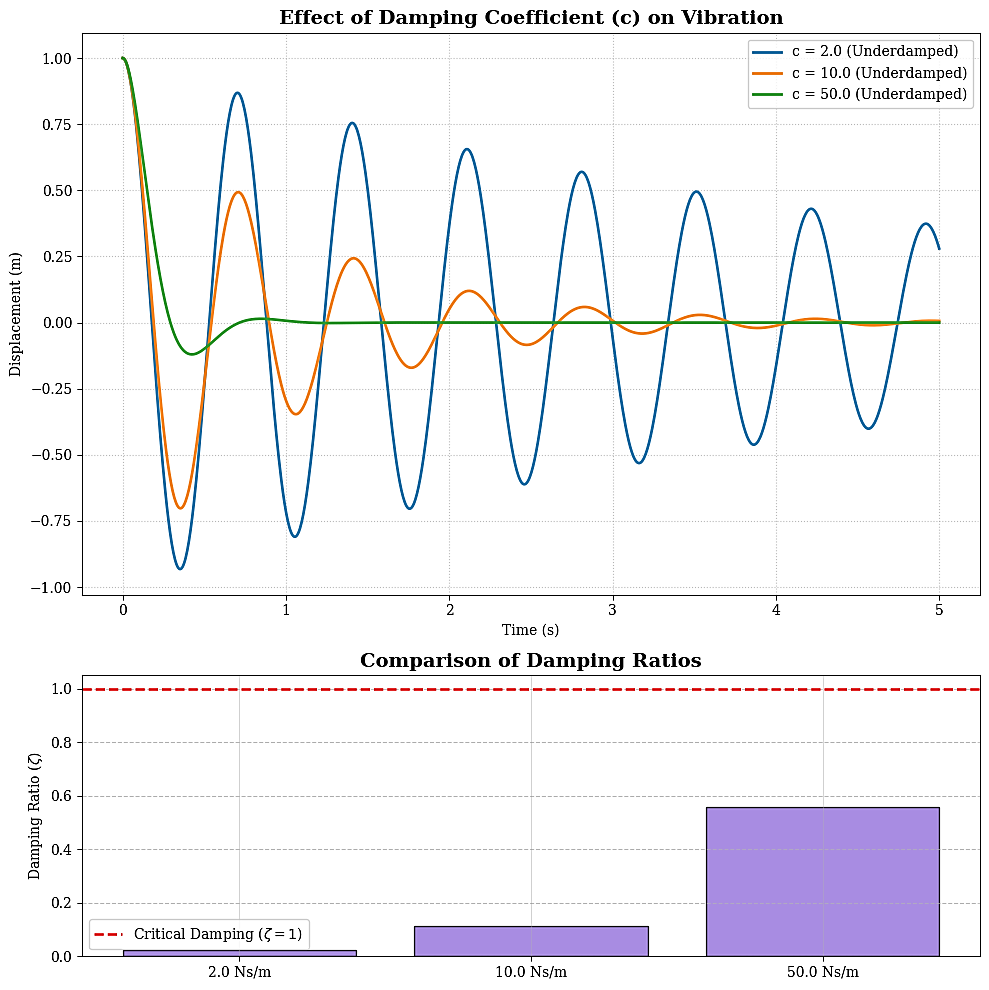 Effect of Damping Coefficient (c) on Vibration
c = 2.0 (Underdamped)
c = 10.0 (Underdamped)
c = 50.0 (Underdamped)
Displacement (m)
1.00
0.75
0.50
0.25
0.00
−0.25
−0.50
−0.75
−1.00
0 1 2 3 4 5
Time (s)
Comparison of Damping Ratios
Damping Ratio (ζ)
1.0
0.8
0.6
0.4
0.2
0.0
Critical Damping (ζ = 1)
2.0 Ns/m 10.0 Ns/m 50.0 Ns/m